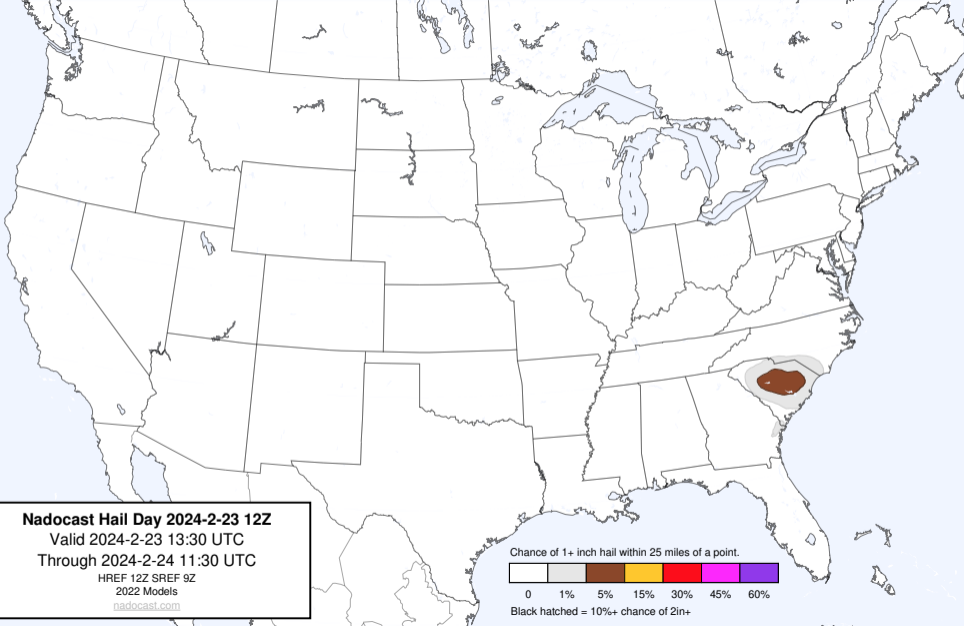 Nadocast Hail Day 2024-2-23 12Z
Valid 2024-2-23 13:30 UTC
Through 2024-2-24 11:30 UTC
HREF 12Z SREF 9Z
2022 Models
nadocast.com
Chance of 1+ inch hail within 25 miles of a point.
0 1% 5% 15% 30% 45% 60%
Black hatched = 10%+ chance of 2in+